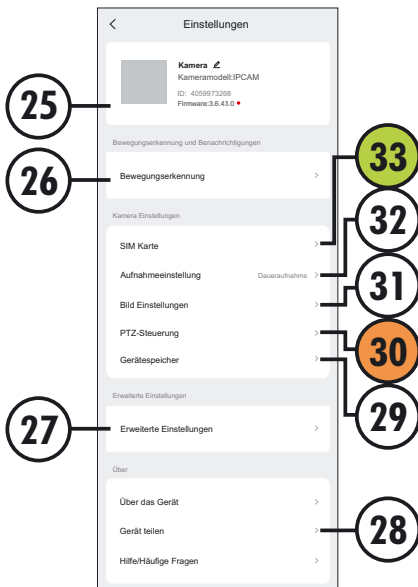 Einstellungen
Kamera
Kameramodell:IPCAM
ID: 4059973268
Firmware:3.6.43.0
25
Bewegungserkennung und Benachrichtigungen
33
26
Bewegungserkennung
32
Kamera Einstellungen
SIM Karte
Aufnahmeeinstellung Daueraufnahme
31
Bild Einstellungen
PTZ-Steuerung
30
Gerätespeicher
29
Erweiterte Einstellungen
27
Erweiterte Einstellungen
Über
Über das Gerät
Gerät teilen
28
Hilfe/Häufige Fragen